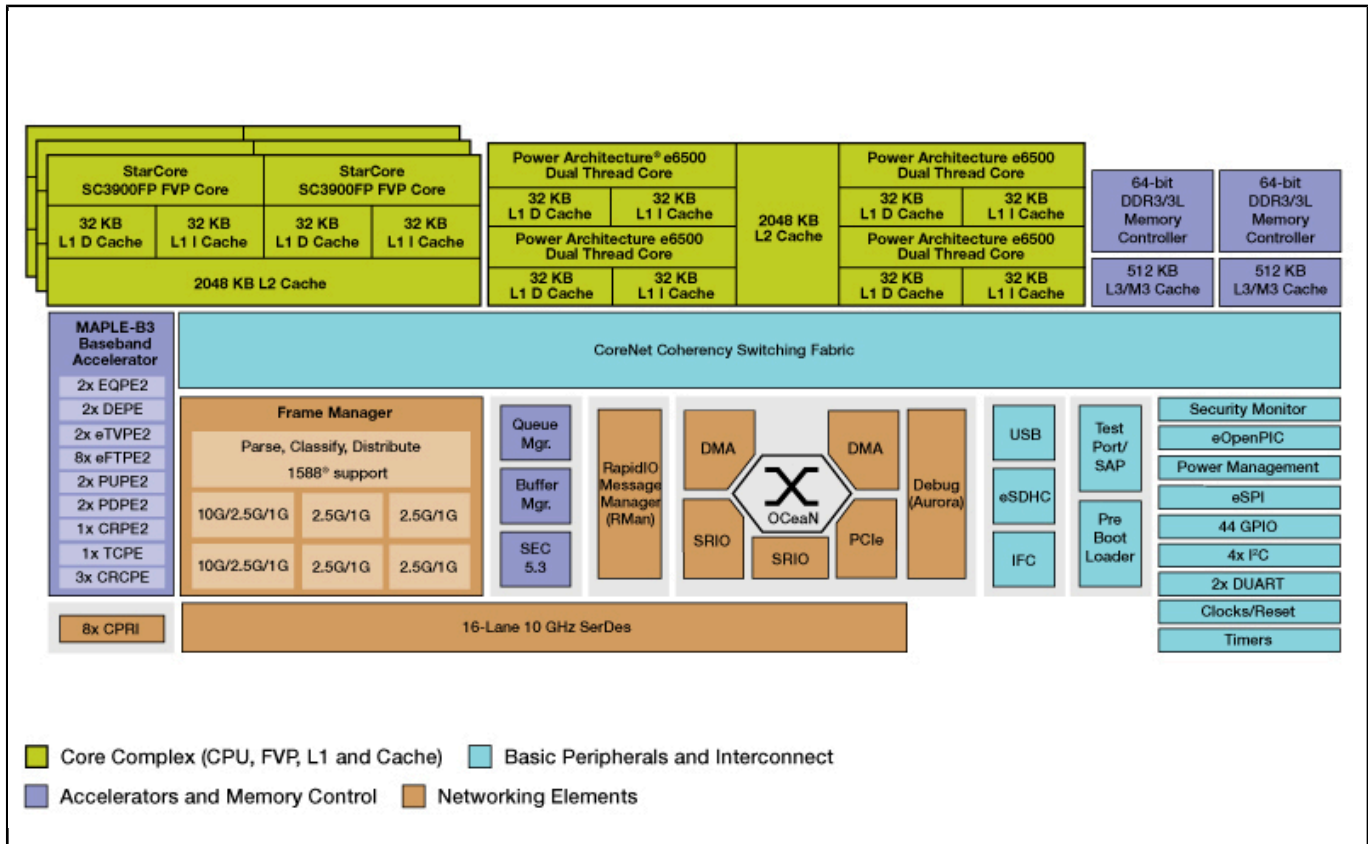 StarCore
SC3900FP FVP Core
StarCore
SC3900FP FVP Core
32 KB
L1 D Cache
32 KB
L1 I Cache
32 KB
L1 D Cache
32 KB
L1 I Cache
2048 KB L2 Cache
Power Architecture® e6500
Dual Thread Core
32 KB
L1 D Cache
32 KB
L1 I Cache
Power Architecture e6500
Dual Thread Core
32 KB
L1 D Cache
32 KB
L1 I Cache
2048 KB
L2 Cache
Power Architecture e6500
Dual Thread Core
32 KB
L1 D Cache
32 KB
L1 I Cache
Power Architecture e6500
Dual Thread Core
32 KB
L1 D Cache
32 KB
L1 I Cache
64-bit
DDR3/3L
Memory
Controller
64-bit
DDR3/3L
Memory
Controller
512 KB
L3/M3 Cache
512 KB
L3/M3 Cache
MAPLE-B3
Baseband
Accelerator
2x EQPE2
2x DEPE
2x eTVPE2
8x eFTPE2
2x PUPE2
2x PDPE2
1x CRPE2
1x TCPE
3x CRCPE
8x CPRI
CoreNet Coherency Switching Fabric
Frame Manager
Parse, Classify, Distribute
1588® support
10G/2.5G/1G
2.5G/1G
2.5G/1G
10G/2.5G/1G
2.5G/1G
2.5G/1G
Queue
Mgr.
Buffer
Mgr.
SEC
5.3
RapidIO
Message
Manager
(RMan)
DMA
DMA
OCeaN
SRIO
SRIO
PCIe
Debug
(Aurora)
USB
eSDHC
IFC
Test
Port/
SAP
Pre
Boot
Loader
Security Monitor
eOpenPIC
Power Management
eSPI
44 GPIO
4x I²C
2x DUART
Clocks/Reset
Timers
16-Lane 10 GHz SerDes
Core Complex (CPU, FVP, L1 and Cache)
Basic Peripherals and Interconnect
Accelerators and Memory Control
Networking Elements